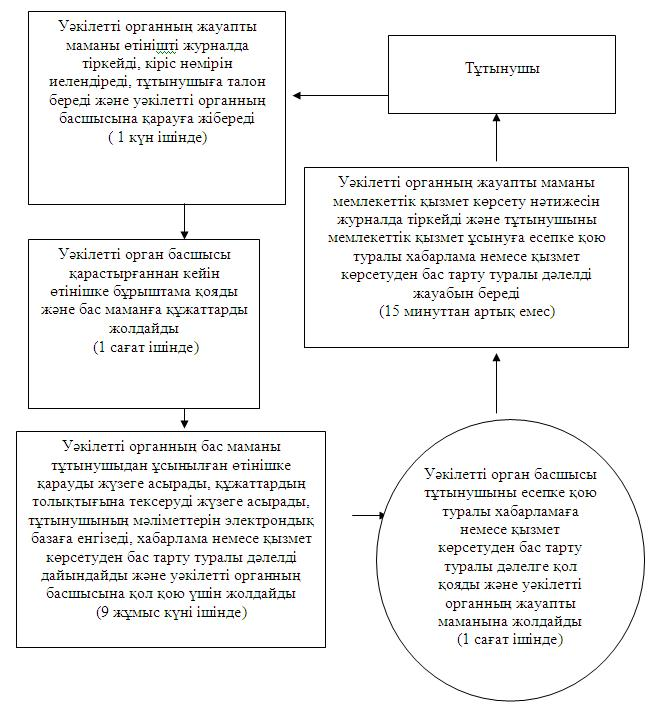 Тұтынушы
Уәкілетті органның жауапты
маманы өтінішті журналда
тіркейді, кіріс нөмірін
иелендіреді, тұтынушыға талон
береді және уәкілетті органның
басшысына қарауға жібереді
( 1 күн ішінде)
Уәкілетті орган басшысы
қарастырғаннан кейін
өтінішке бұрыштама қояды
және бас маманға құжаттарды
жолдайды
(1 сағат ішінде)
Уәкілетті органның бас маманы
тұтынушыдан ұсынылған өтінішке
қарауды жүзеге асырады, құжаттардың
толықтығына тексеруді жүзеге асырады,
тұтынушының мәліметтерін электрондық
базаға енгізеді, хабарлама немесе қызмет
көрсетуден бас тарту туралы дәлелді
дайындайды және уәкілетті органның
басшысына қол қою үшін жолдайды
(9 жұмыс күні ішінде)
Уәкілетті орган басшысы
тұтынушыны есепке қою
туралы хабарламаға
немесе қызмет
көрсетуден бас тарту
туралы дәлелге қол
қояды және уәкілетті
органның жауапты
маманына жолдайды
(1 сағат ішінде)
Уәкілетті органның жауапты маманы
мемлекеттік қызмет көрсету нәтижесін
журналда тіркейді және тұтынушыны
мемлекеттік қызмет ұсынуға есепке қою
туралы хабарлама немесе қызмет
көрсетуден бас тарту туралы дәлелді
жауабын береді
(15 минуттан артық емес)